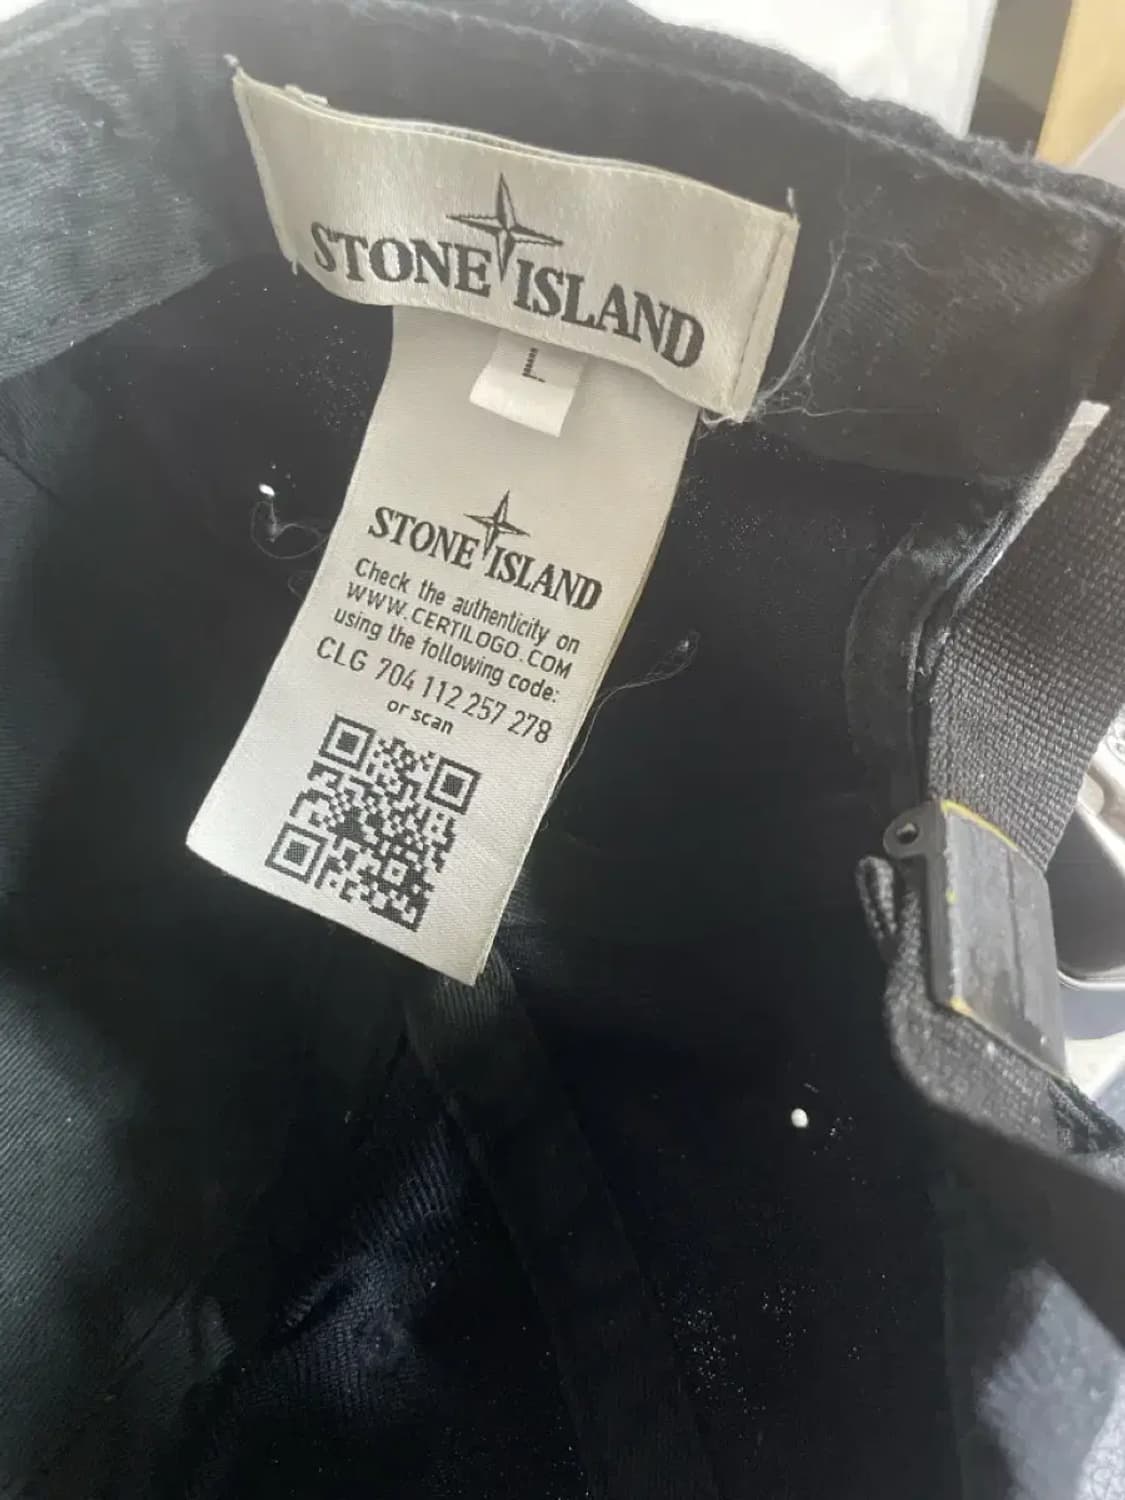 STONE ISLAND
L
STONE ISLAND
Check the authenticity on
WWW.CERTILOGO.COM
using the following code:
CLG 704 112 257 278
or scan